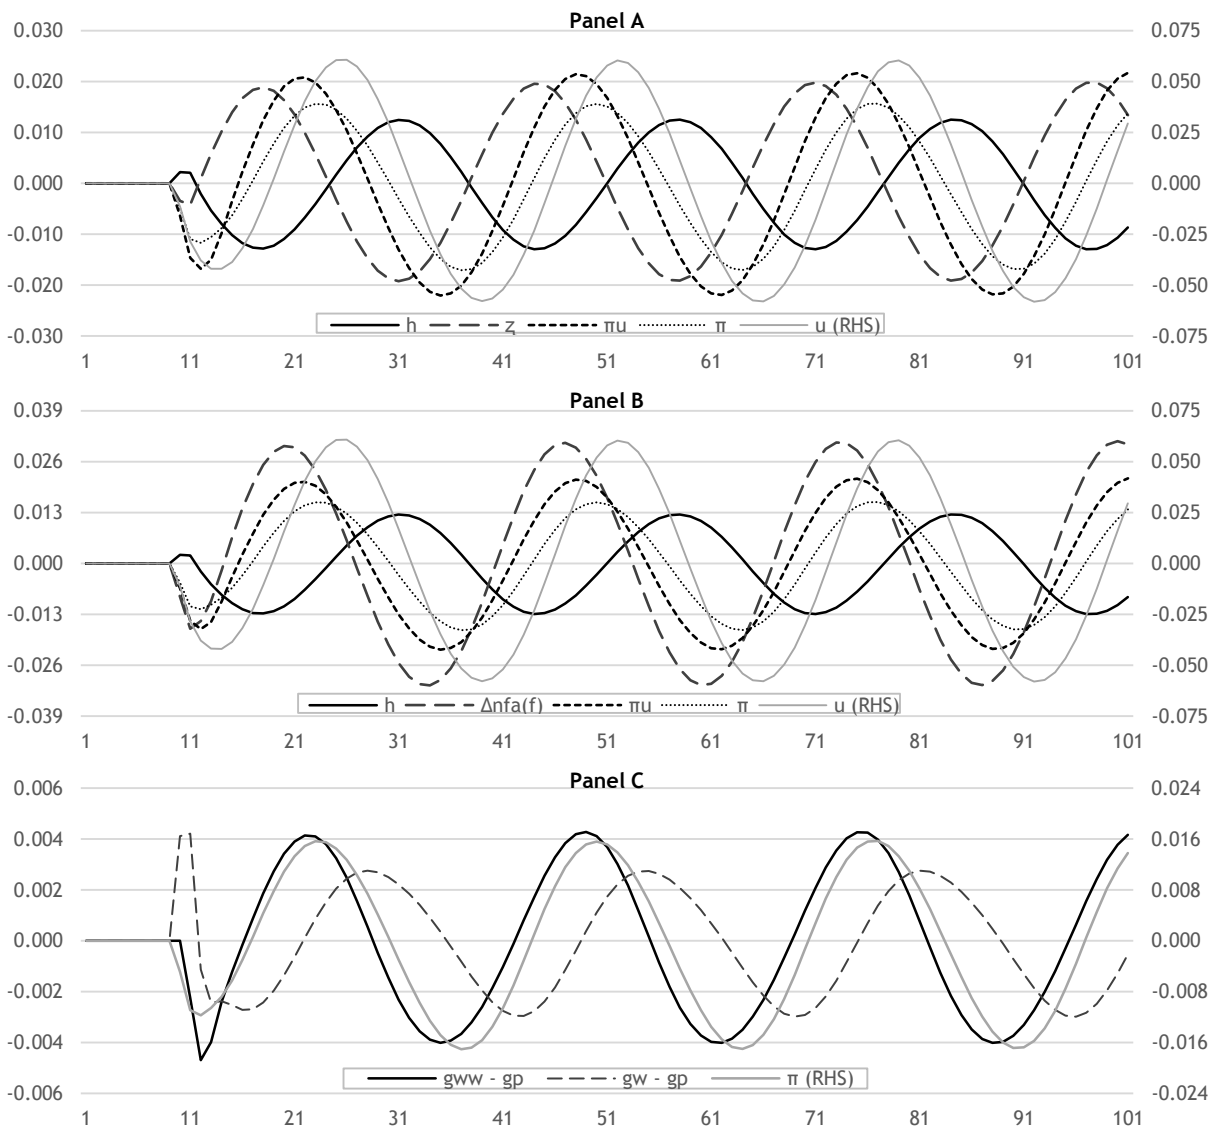 Panel A
0.030 0.075
0.020 0.050
0.010 0.025
0.000 0.000
-0.010 -0.025
-0.020 -0.050
h ⱬ πu π u (RHS)
-0.030 -0.075
1 11 21 31 41 51 61 71 81 91 101
Panel B
0.039 0.075
0.026 0.050
0.013 0.025
0.000 0.000
-0.013 -0.025
-0.026 -0.050
h Δnfa(f) πu π u (RHS)
-0.039 -0.075
1 11 21 31 41 51 61 71 81 91 101
Panel C
0.006 0.024
0.004 0.016
0.002 0.008
0.000 0.000
-0.002 -0.008
-0.004 -0.016
gww - gp gw - gp π (RHS)
-0.006 -0.024
1 11 21 31 41 51 61 71 81 91 101